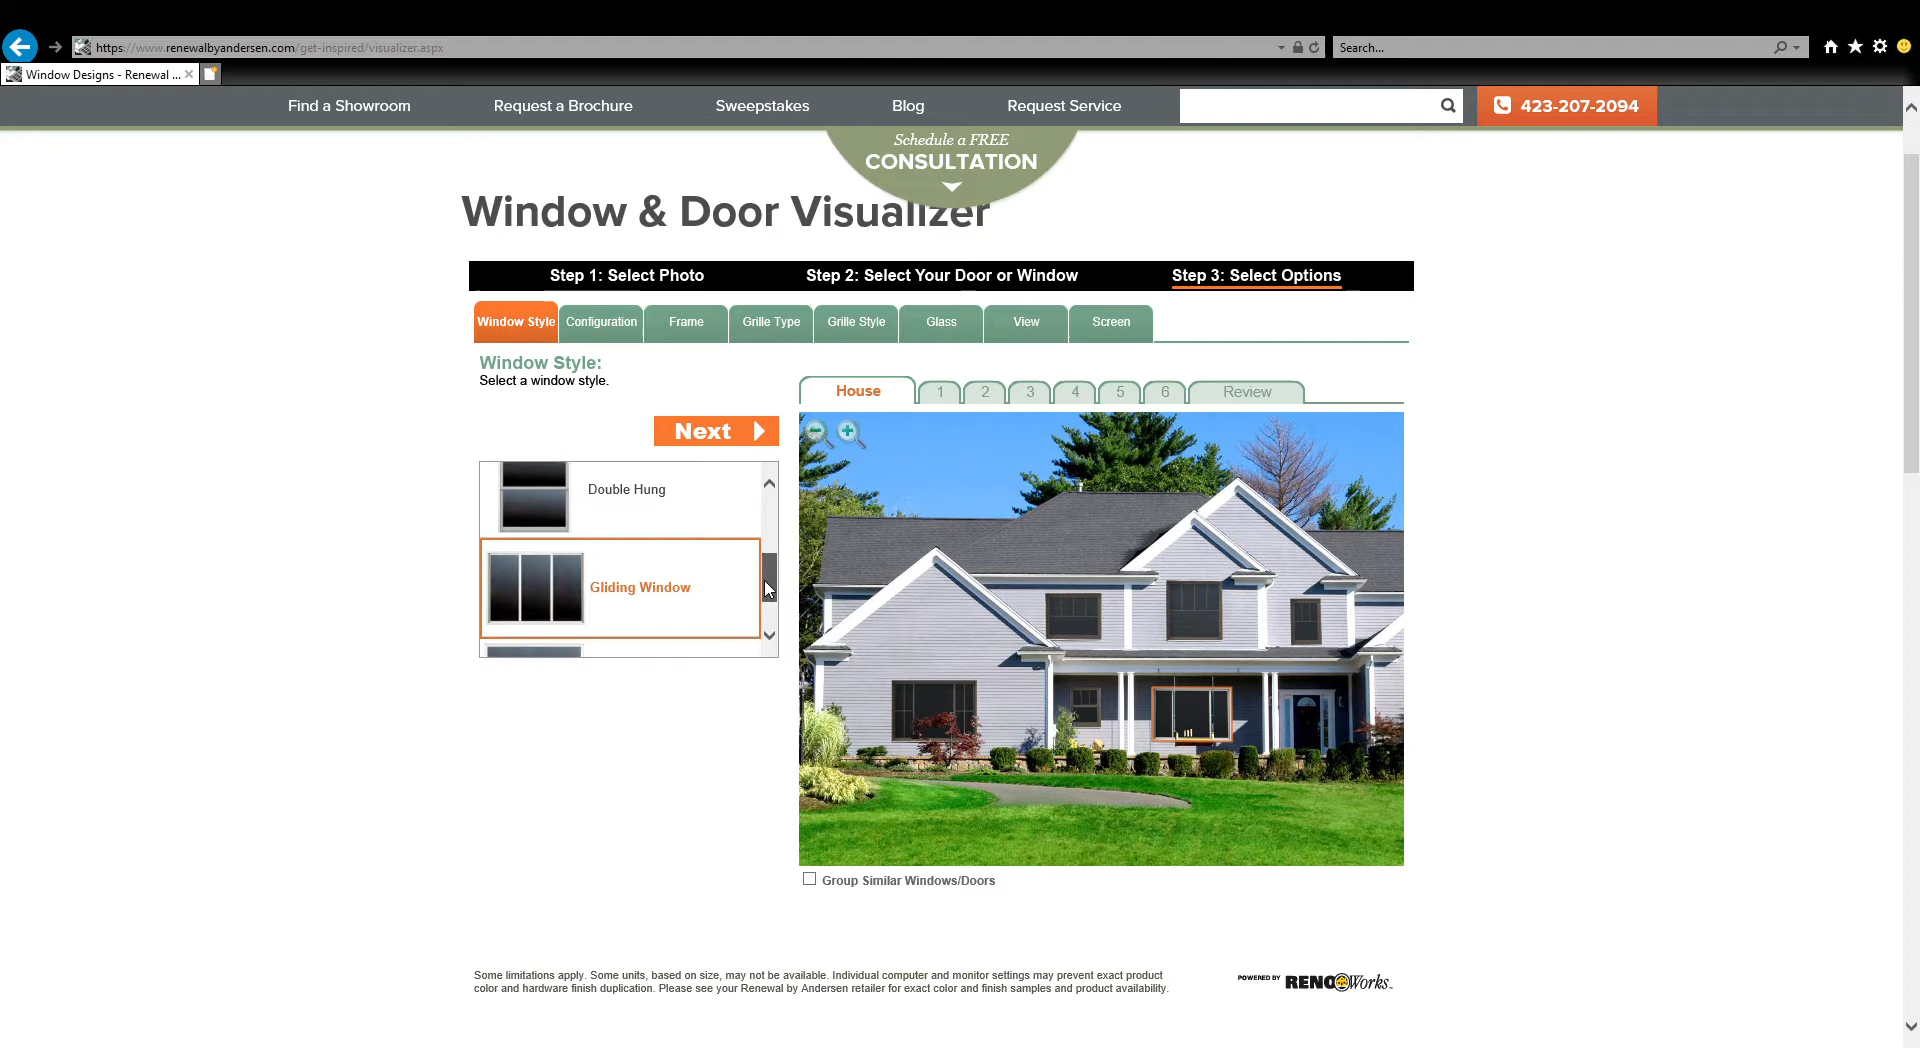 https://www.renewalbyandersen.com/get-inspired/visualizer.aspx
Search...
Window Designs - Renewal ...
Find a Showroom
Request a Brochure
Sweepstakes
Blog
Request Service
423-207-2094
Schedule a FREE
CONSULTATION
Window & Door Visualizer
Step 1: Select Photo
Step 2: Select Your Door or Window
Step 3: Select Options
Window Style
Configuration
Frame
Grille Type
Grille Style
Glass
View
Screen
Window Style:
Select a window style.
House
1
2
3
4
5
6
Review
Next
Double Hung
Gliding Window
Group Similar Windows/Doors
Some limitations apply. Some units, based on size, may not be available. Individual computer and monitor settings may prevent exact product
color and hardware finish duplication. Please see your Renewal by Andersen retailer for exact color and finish samples and product availability.
POWERED BY RENOWorks